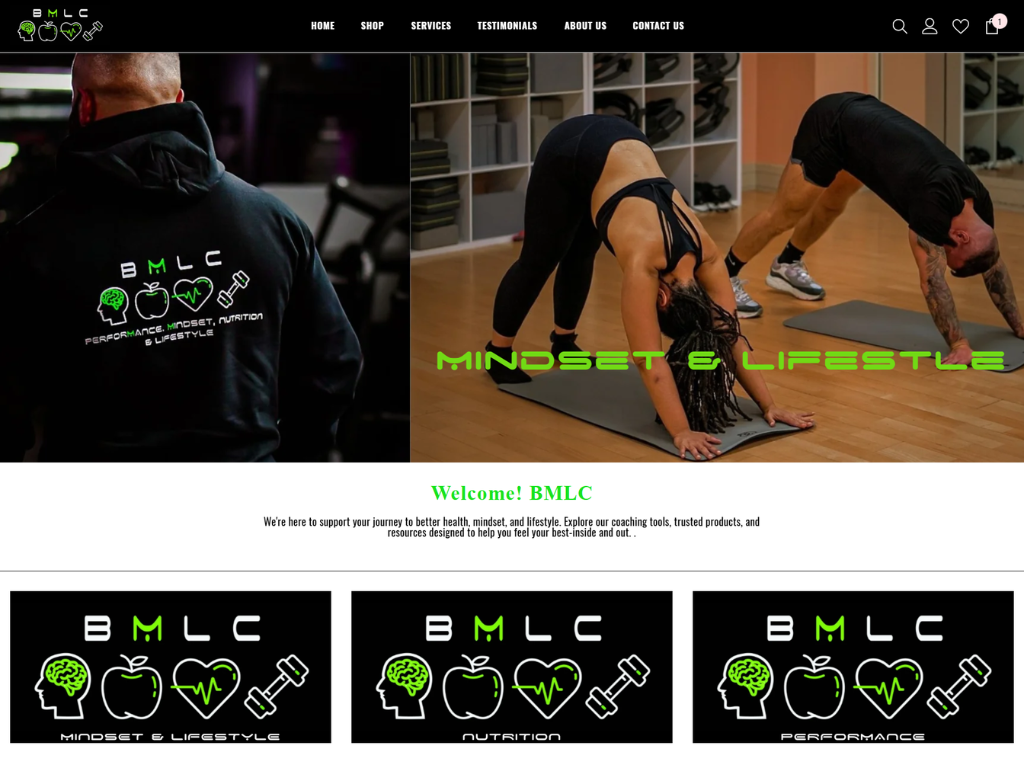 BMLC
HOME
SHOP
SERVICES
TESTIMONIALS
ABOUT US
CONTACT US
1
BMLC
PERFORMANCE, MINDSET, NUTRITION
& LIFESTYLE
MINDSET & LIFESTLE
Welcome! BMLC
We're here to support your journey to better health, mindset, and lifestyle. Explore our coaching tools, trusted products, and
resources designed to help you feel your best-inside and out. .
BMLC
MINDSET & LIFESTYLE
BMLC
NUTRITION
BMLC
PERFORMANCE